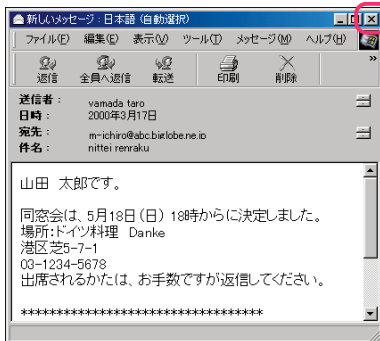 新しいメッセージ : 日本語 (自動選択)
ファイル(F) 編集(E) 表示(V) ツール(T) メッセージ(M) ヘルプ(H)
返信 全員へ返信 転送 印刷 削除 »
送信者 : yamada taro
日時 : 2000年3月17日
宛先 : m-ichiro@abc.biglobe.ne.jp
件名 : nittei renraku
山田 太郎です。
同窓会は、5月18日(日) 18時からに決定しました。
場所:ドイツ料理 Danke
港区芝5-7-1
03-1234-5678
出席されるかたは、お手数ですが返信してください。
***********************************